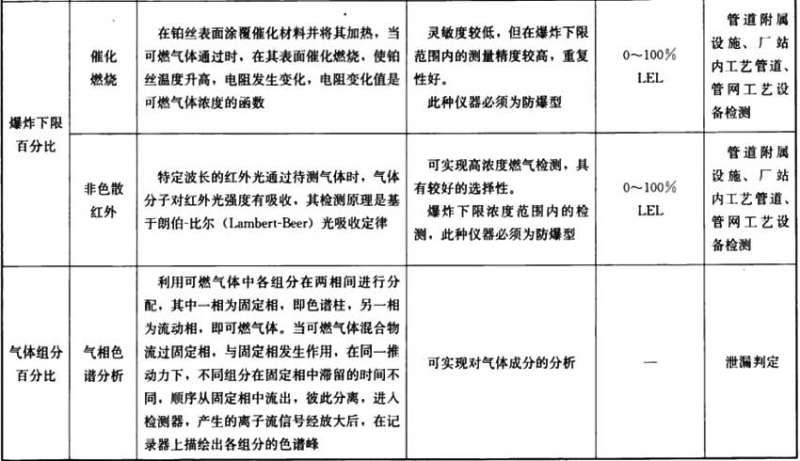 爆炸下限
百分比
催化
燃烧
在铂丝表面涂覆催化材料并将其加热，当
可燃气体通过时，在其表面催化燃烧，使铂
丝温度升高，电阻发生变化，电阻变化值是
可燃气体浓度的函数
灵敏度较低，但在爆炸下限
范围内的测量精度较高，重复
性好。
此种仪器必须为防爆型
0～100%
LEL
管道附属
设施、厂站
内工艺管道、
管网工艺设
备检测
非色散
红外
特定波长的红外光通过待测气体时，气体
分子对红外光强度有吸收，其检测原理是基
于朗伯-比尔（Lambert-Beer）光吸收定律
可实现高浓度燃气检测，具
有较好的选择性。
爆炸下限浓度范围内的检
测，此种仪器必须为防爆型
0～100%
LEL
管道附属
设施、厂站
内工艺管道、
管网工艺设
备检测
气体组分
百分比
气相色
谱分析
利用可燃气体中各组分在两相间进行分
配，其中一相为固定相，即色谱柱，另一相
为流动相，即可燃气体。当可燃气体混合物
流过固定相，与固定相发生作用，在同一推
动力下，不同组分在固定相中滞留的时间不
同，顺序从固定相中流出，彼此分离，进入
检测器，产生的离子流信号经放大后，在记
录器上描绘出各组分的色谱峰
可实现对气体成分的分析
—
泄漏判定